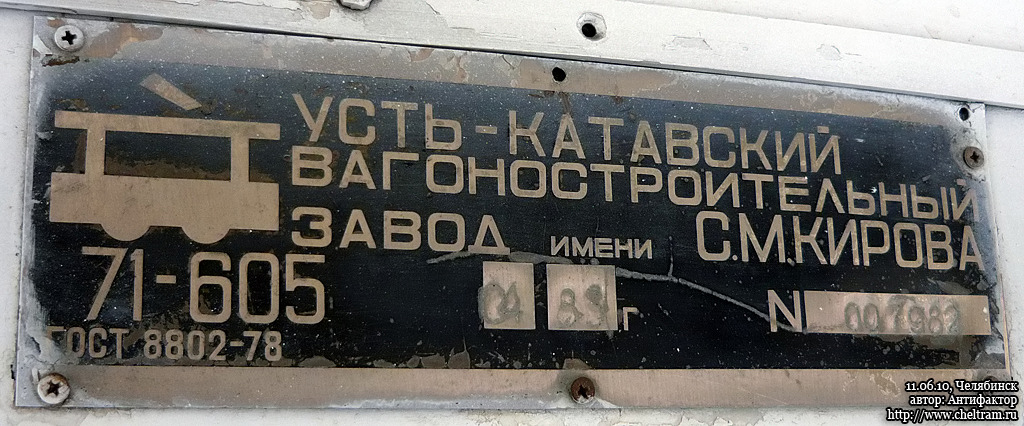 УСТЬ-КАТАВСКИЙ
ВАГОНОСТРОИТЕЛЬНЫЙ
ЗАВОД ИМЕНИ С.М.КИРОВА
71-605
г N 007982
ГОСТ 8802-78
11.06.10, Челябинск
автор: Антифактор
http://www.cheltram.ru